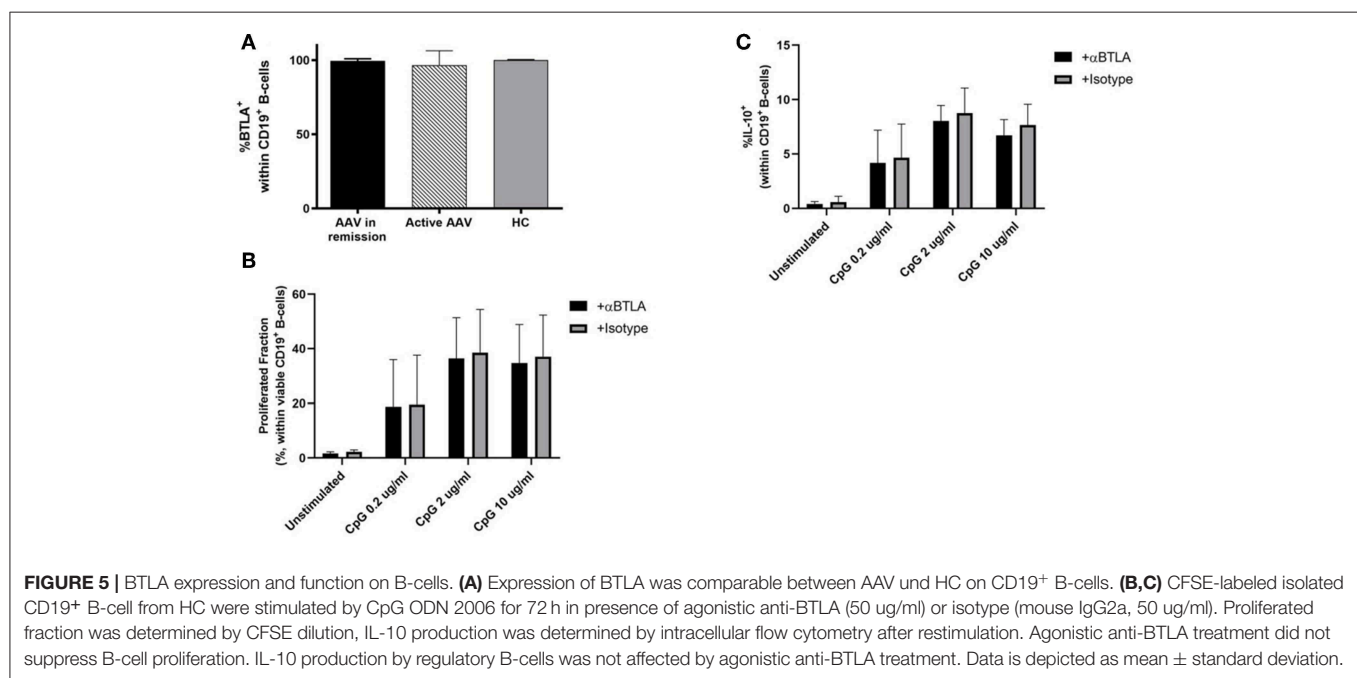 A
%BTLA+
within CD19+ B-cells
100
50
0
AAV in
remission
Active AAV
HC
B
Proliferated Fraction
(%, within viable CD19+ B-cells)
60
40
20
0
Unstimulated
CpG 0.2 ug/ml
CpG 2 ug/ml
CpG 10 ug/ml
+αBTLA
+Isotype
C
%IL-10+
(within CD19+ B-cells)
15
10
5
0
Unstimulated
CpG 0.2 ug/ml
CpG 2 ug/ml
CpG 10 ug/ml
+αBTLA
+Isotype
FIGURE 5 | BTLA expression and function on B-cells. (A) Expression of BTLA was comparable between AAV und HC on CD19+ B-cells. (B,C) CFSE-labeled isolated
CD19+ B-cell from HC were stimulated by CpG ODN 2006 for 72 h in presence of agonistic anti-BTLA (50 ug/ml) or isotype (mouse IgG2a, 50 ug/ml). Proliferated
fraction was determined by CFSE dilution, IL-10 production was determined by intracellular flow cytometry after restimulation. Agonistic anti-BTLA treatment did not
suppress B-cell proliferation. IL-10 production by regulatory B-cells was not affected by agonistic anti-BTLA treatment. Data is depicted as mean ± standard deviation.